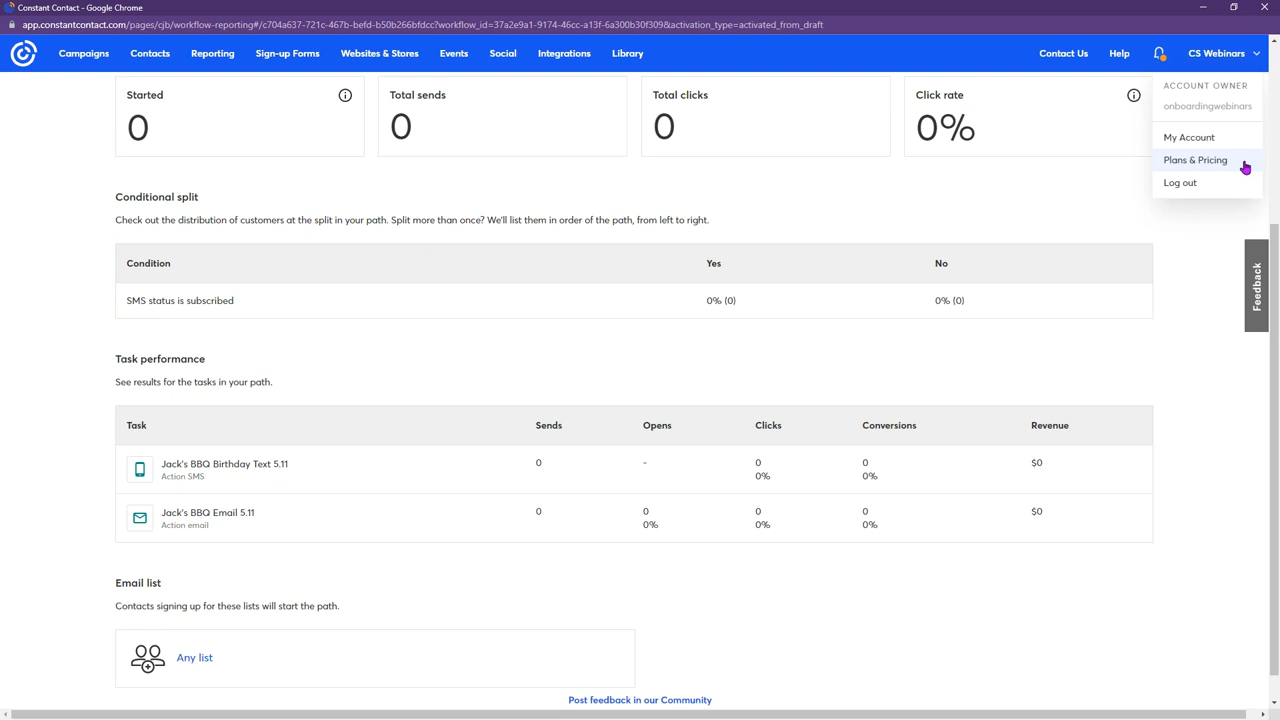 Constant Contact - Google Chrome
app.constantcontact.com/pages/cjb/workflow-reporting#/c704a637-721c-467b-befd-b50b266bfdcc?workflow_id=37a2e9a1-9174-46cc-a13f-6a300b30f309&activation_type=activated_from_draft
Campaigns Contacts Reporting Sign-up Forms Websites & Stores Events Social Integrations Library Contact Us Help CS Webinars
ACCOUNT OWNER
onboardingwebinars
My Account
Plans & Pricing
Log out
Started Total sends Total clicks Click rate
0 0 0 0%
Conditional split
Check out the distribution of customers at the split in your path. Split more than once? We'll list them in order of the path, from left to right.
Condition Yes No
SMS status is subscribed 0% (0) 0% (0)
Feedback
Task performance
See results for the tasks in your path.
Task Sends Opens Clicks Conversions Revenue
Jack's BBQ Birthday Text 5.11 0 - 0 0 $0
Action SMS 0% 0%
Jack's BBQ Email 5.11 0 0 0 0 $0
Action email 0% 0% 0%
Email list
Contacts signing up for these lists will start the path.
Any list
Post feedback in our Community